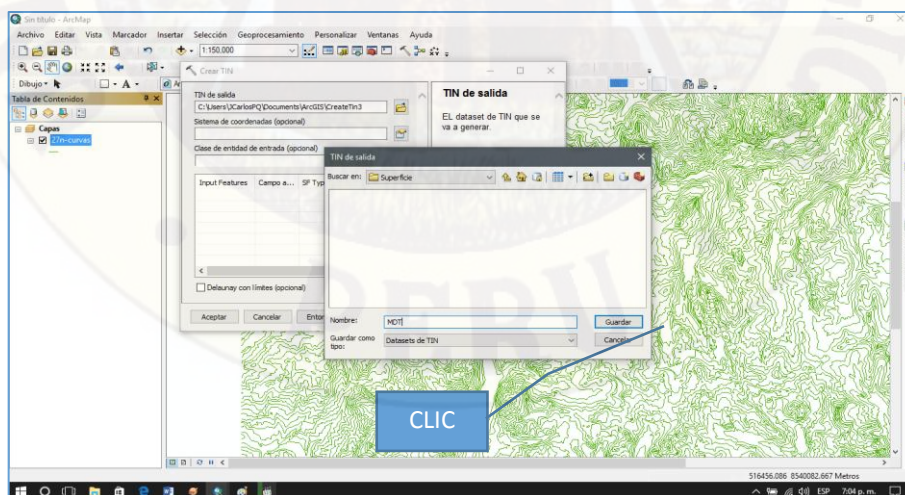 Sin título - ArcMap
Archivo Editar Vista Marcador Insertar Selección Geoprocesamiento Personalizar Ventanas Ayuda
1:150,000
Dibujo
A
Tabla de Contenidos
Capas
27n-curvas
Crear TIN
TIN de salida
C:\Users\JCarlosPQ\Documents\ArcGIS\CreateTin3
Sistema de coordenadas (opcional)
Clase de entidad de entrada (opcional)
Input Features Campo a... SF Typ
Delaunay con límites (opcional)
Aceptar Cancelar Entor
TIN de salida
EL dataset de TIN que se
va a generar.
TIN de salida
Buscar en: Superficie
Nombre: MDT Guardar
Guardar como tipo: Datasets de TIN Cancelar
CLIC
PERU
516456.086 8540082.667 Metros
ESP 7:04 p. m.